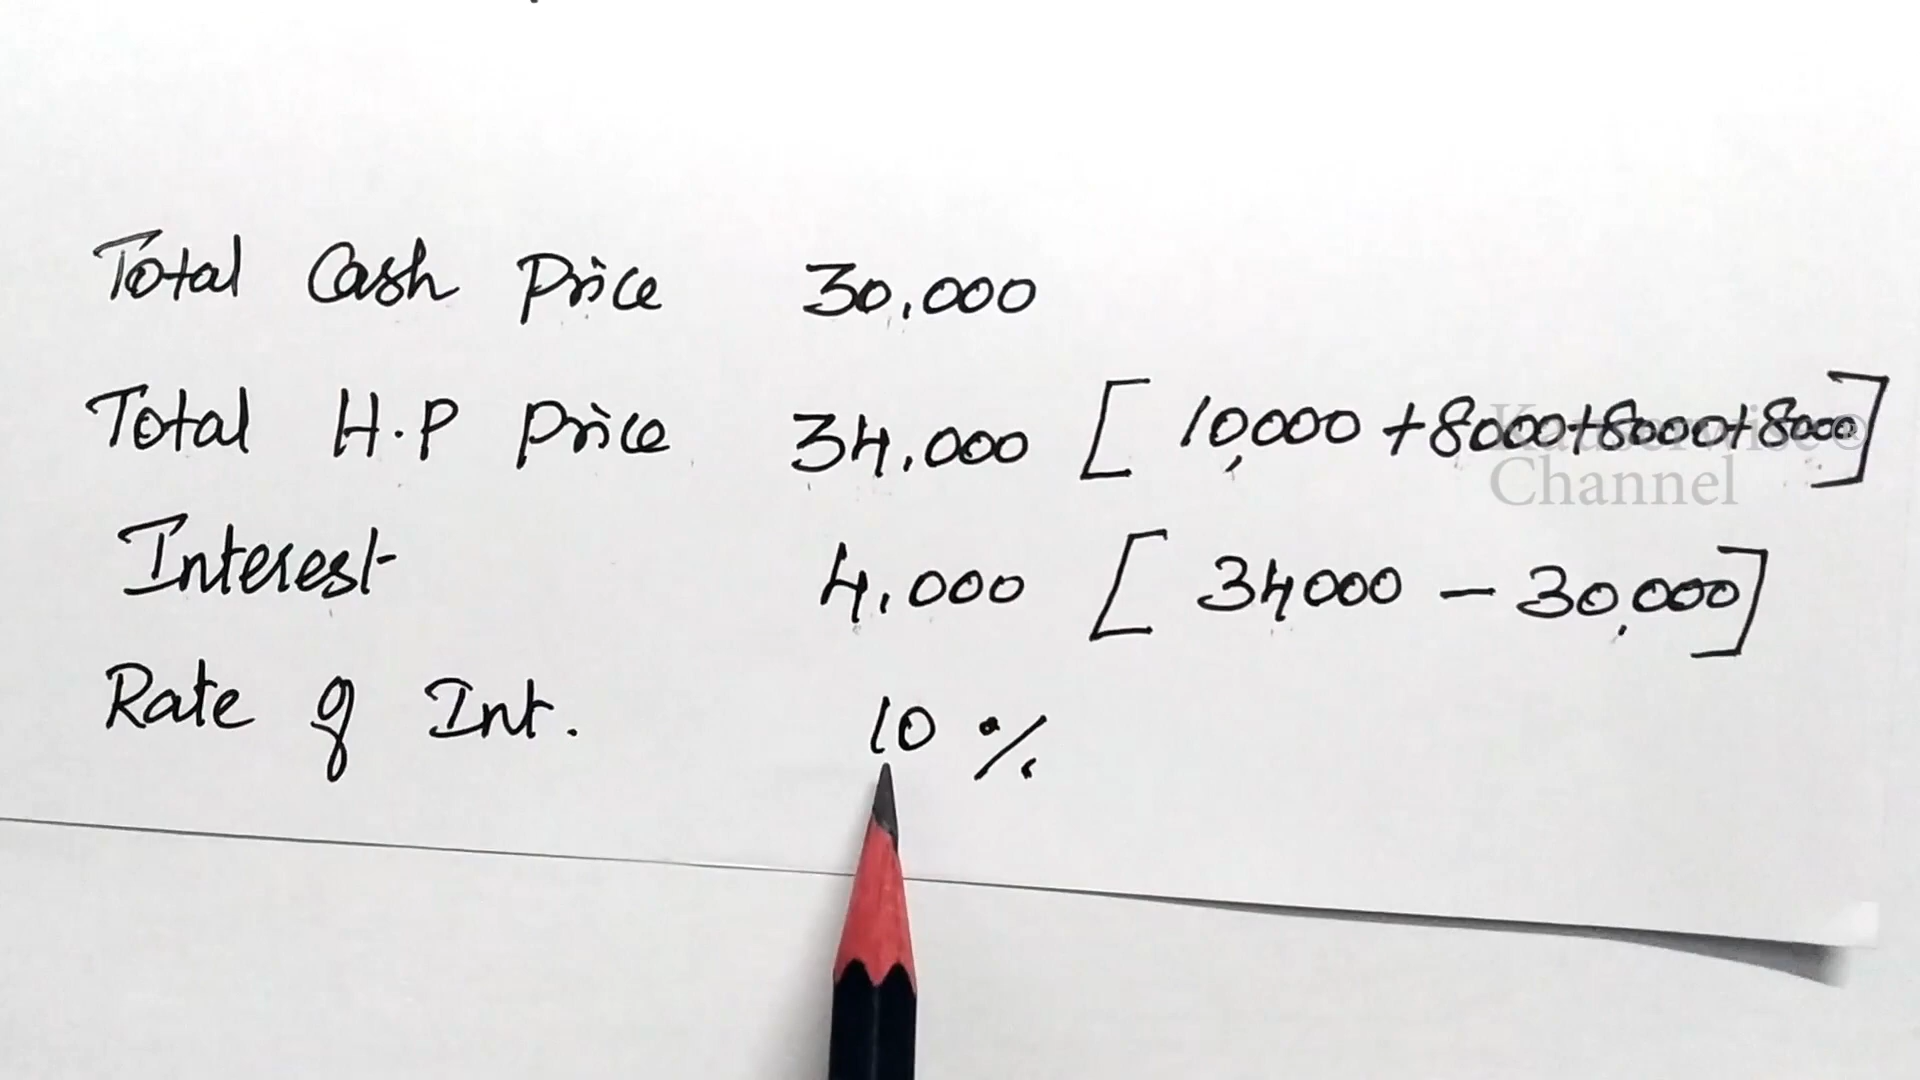 Total Cash Price 30,000
Total H.P Price 34,000 [10,000 + 8000 + 8000 + 8000]
Kauserwise®
Channel
Interest 4,000 [34000 - 30,000]
Rate of Int. 10 %